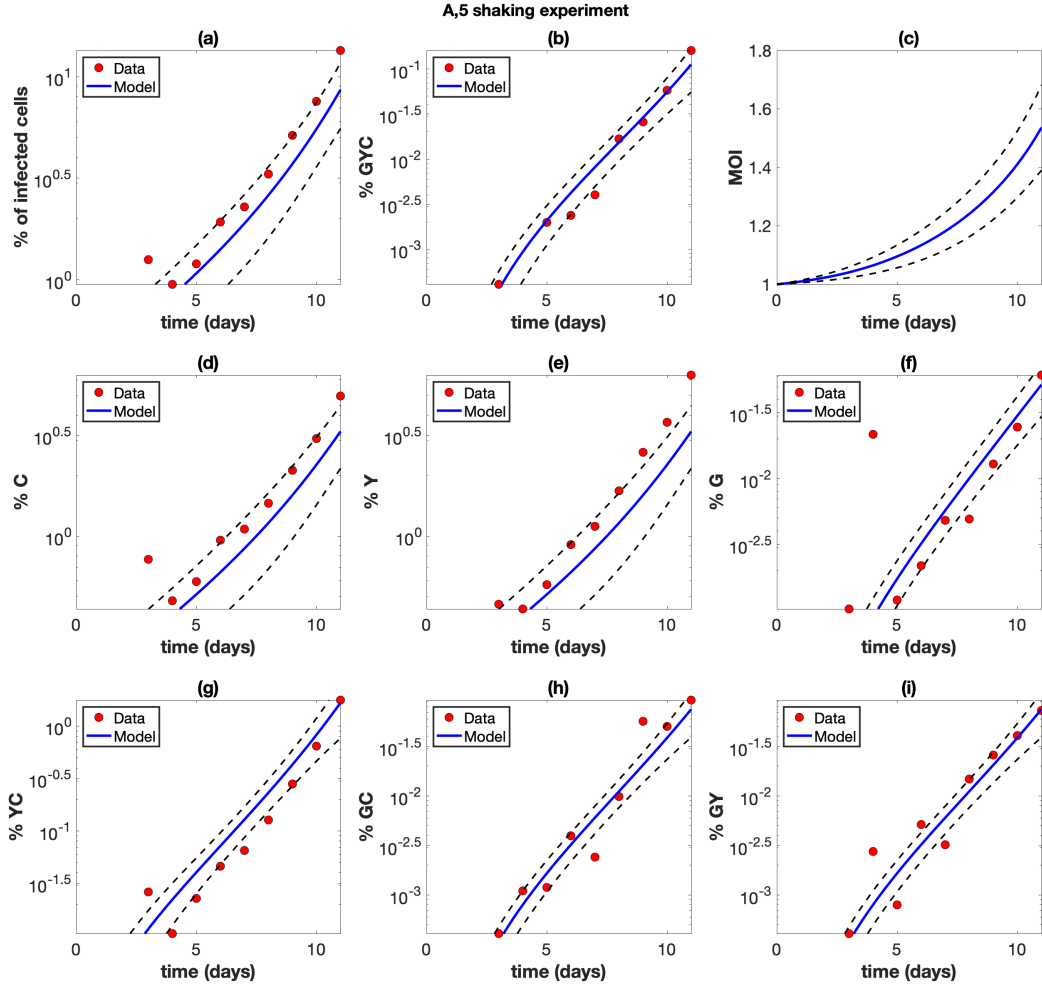 A,5 shaking experiment
(a)
% of infected cells
10^1
10^0.5
10^0
Data
Model
0
5
10
time (days)
(b)
% GYC
10^-1
10^-1.5
10^-2
10^-2.5
10^-3
Data
Model
0
5
10
time (days)
(c)
MOI
1.8
1.6
1.4
1.2
1
0
5
10
time (days)
(d)
% C
10^0.5
10^0
Data
Model
0
5
10
time (days)
(e)
% Y
10^0.5
10^0
Data
Model
0
5
10
time (days)
(f)
% G
10^-1.5
10^-2
10^-2.5
Data
Model
0
5
10
time (days)
(g)
% YC
10^0
10^-0.5
10^-1
10^-1.5
Data
Model
0
5
10
time (days)
(h)
% GC
10^-1.5
10^-2
10^-2.5
10^-3
Data
Model
0
5
10
time (days)
(i)
% GY
10^-1.5
10^-2
10^-2.5
10^-3
Data
Model
0
5
10
time (days)